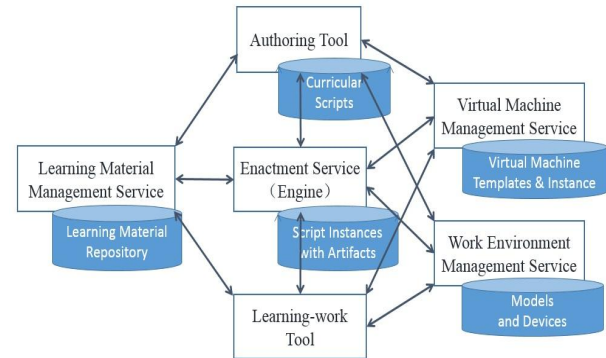 Authoring Tool
Curricular
Scripts
Virtual Machine
Management Service
Virtual Machine
Templates & Instance
Learning Material
Management Service
Learning Material
Repository
Enactment Service
（Engine）
Script Instances
with Artifacts
Work Environment
Management Service
Models
and Devices
Learning-work
Tool